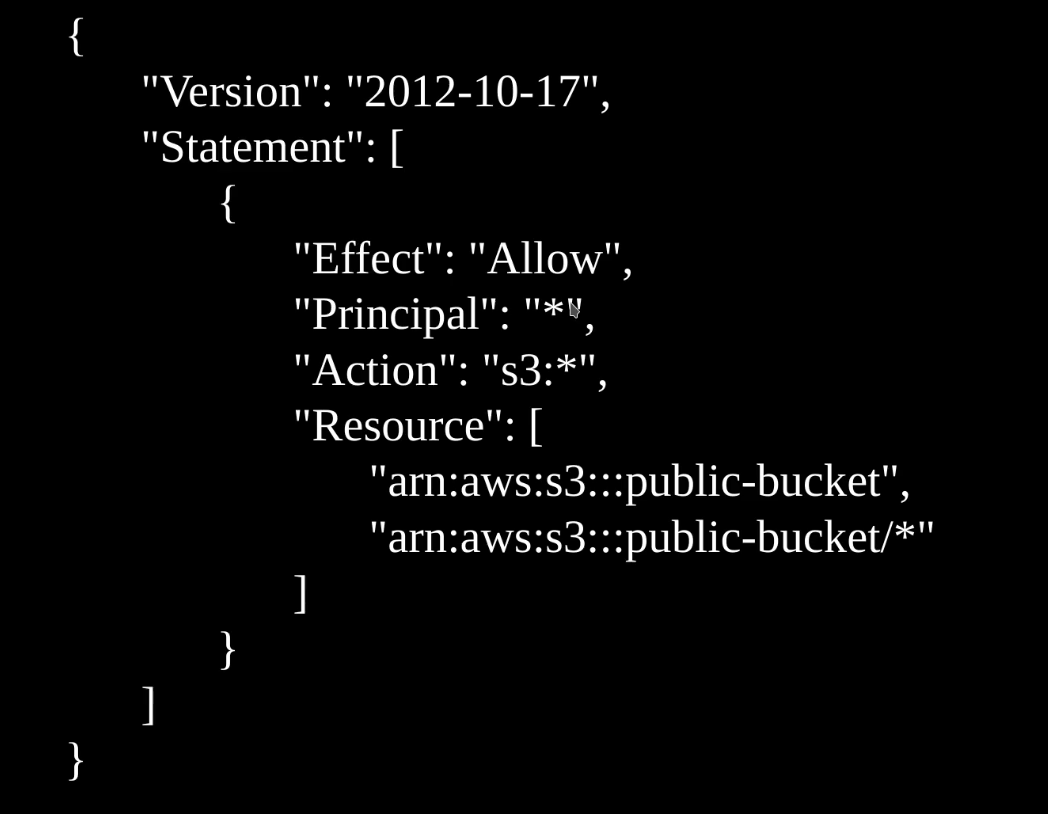 {
"Version": "2012-10-17",
"Statement": [
{
"Effect": "Allow",
"Principal": "*",
"Action": "s3:*",
"Resource": [
"arn:aws:s3:::public-bucket",
"arn:aws:s3:::public-bucket/*"
]
}
]
}